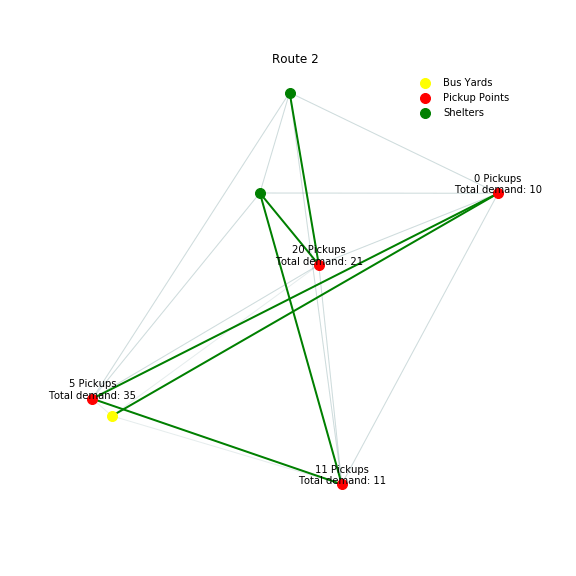 Route 2
Bus Yards
Pickup Points
Shelters
0 Pickups
Total demand: 10
20 Pickups
Total demand: 21
5 Pickups
Total demand: 35
11 Pickups
Total demand: 11